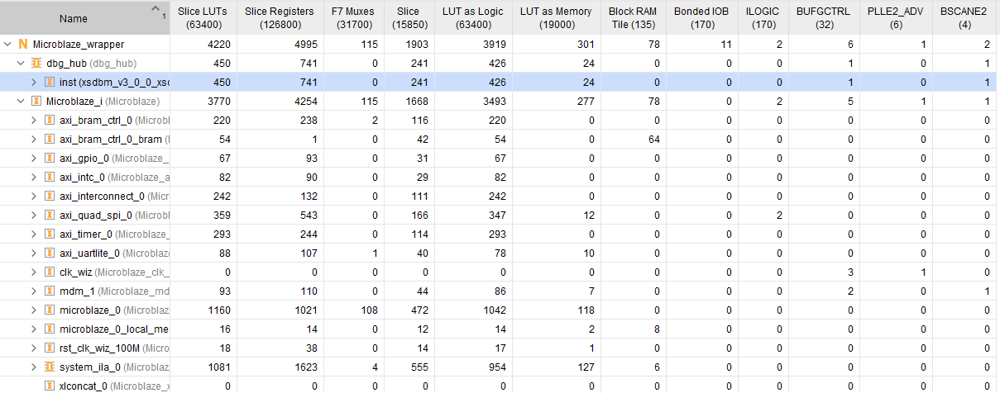 Name 1 Slice LUTs (63400) Slice Registers (126800) F7 Muxes (31700) Slice (15850) LUT as Logic (63400) LUT as Memory (19000) Block RAM Tile (135) Bonded IOB (170) ILOGIC (170) BUFGCTRL (32) PLLE2_ADV (6) BSCANE2 (4)
N Microblaze_wrapper 4220 4995 115 1903 3919 301 78 11 2 6 1 2
dbg_hub (dbg_hub) 450 741 0 241 426 24 0 0 0 1 0 1
inst (xsdbm_v3_0_0_xsd 450 741 0 241 426 24 0 0 0 1 0 1
Microblaze_i (Microblaze) 3770 4254 115 1668 3493 277 78 0 2 5 1 1
axi_bram_ctrl_0 (Microbl 220 238 2 116 220 0 0 0 0 0 0 0
axi_bram_ctrl_0_bram ( 54 1 0 42 54 0 64 0 0 0 0 0
axi_gpio_0 (Microblaze_ 67 93 0 31 67 0 0 0 0 0 0 0
axi_intc_0 (Microblaze_a 82 90 0 29 82 0 0 0 0 0 0 0
axi_interconnect_0 (Micr 242 132 0 111 242 0 0 0 0 0 0 0
axi_quad_spi_0 (Microbl 359 543 0 166 347 12 0 0 2 0 0 0
axi_timer_0 (Microblaze_ 293 244 0 114 293 0 0 0 0 0 0 0
axi_uartlite_0 (Microblaz 88 107 1 40 78 10 0 0 0 0 0 0
clk_wiz (Microblaze_clk_ 0 0 0 0 0 0 0 0 0 3 1 0
mdm_1 (Microblaze_md 93 110 0 44 86 7 0 0 0 2 0 1
microblaze_0 (Microblaz 1160 1021 108 472 1042 118 0 0 0 0 0 0
microblaze_0_local_me 16 14 0 12 14 2 8 0 0 0 0 0
rst_clk_wiz_100M (Micro 18 38 0 14 17 1 0 0 0 0 0 0
system_ila_0 (Microblaz 1081 1623 4 555 954 127 6 0 0 0 0 0
xlconcat_0 (Microblaze_x 0 0 0 0 0 0 0 0 0 0 0 0